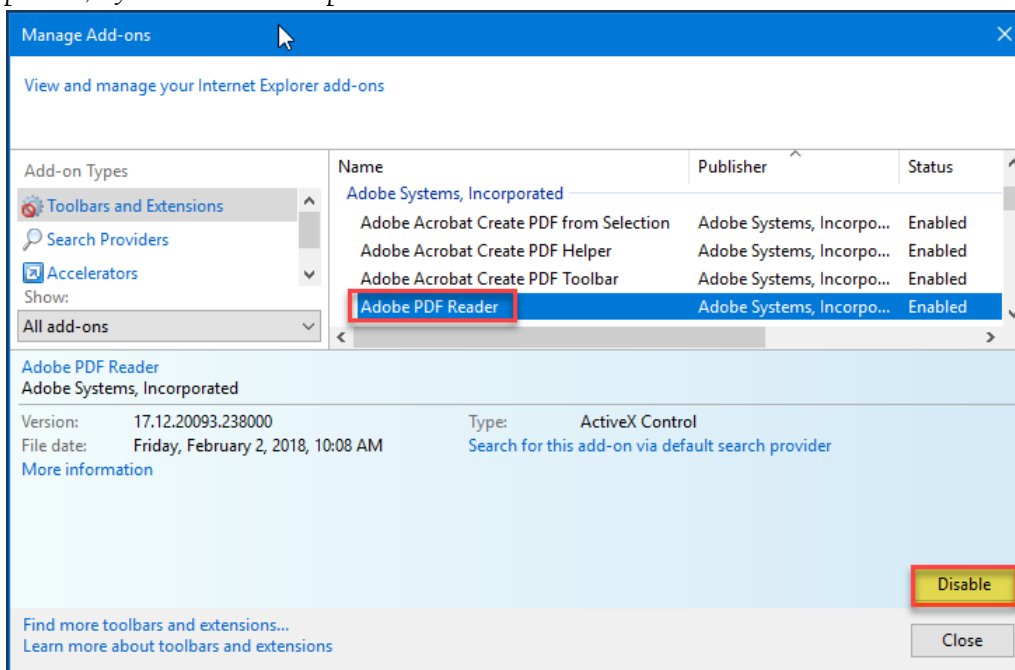 Manage Add-ons
View and manage your Internet Explorer add-ons
Add-on Types
Toolbars and Extensions
Search Providers
Accelerators
Show:
All add-ons
Name Publisher Status
Adobe Systems, Incorporated
Adobe Acrobat Create PDF from Selection Adobe Systems, Incorpo... Enabled
Adobe Acrobat Create PDF Helper Adobe Systems, Incorpo... Enabled
Adobe Acrobat Create PDF Toolbar Adobe Systems, Incorpo... Enabled
Adobe PDF Reader Adobe Systems, Incorpo... Enabled
Adobe PDF Reader
Adobe Systems, Incorporated
Version: 17.12.20093.238000 Type: ActiveX Control
File date: Friday, February 2, 2018, 10:08 AM Search for this add-on via default search provider
More information
Disable
Find more toolbars and extensions...
Learn more about toolbars and extensions
Close